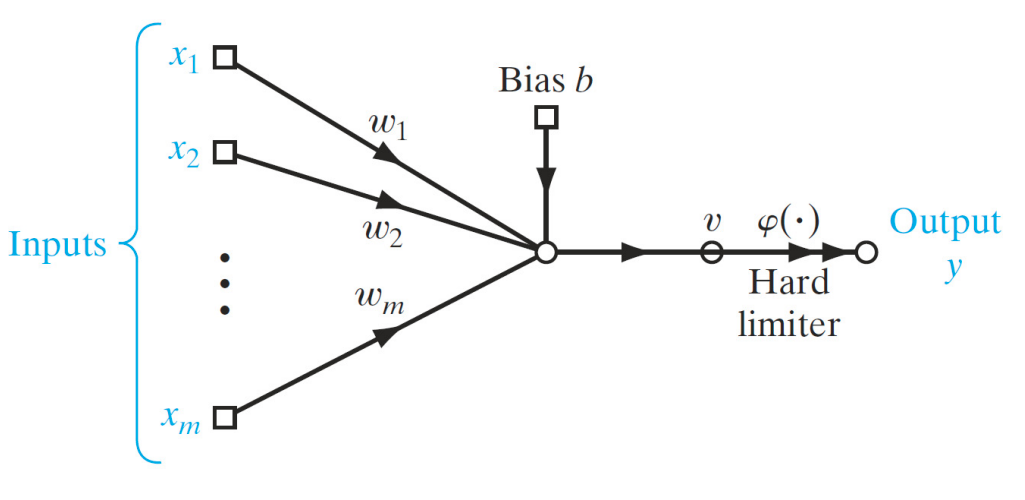 x1
Bias b
w1
x2
Inputs
w2
v
φ(·)
Output
y
Hard
limiter
wm
xm